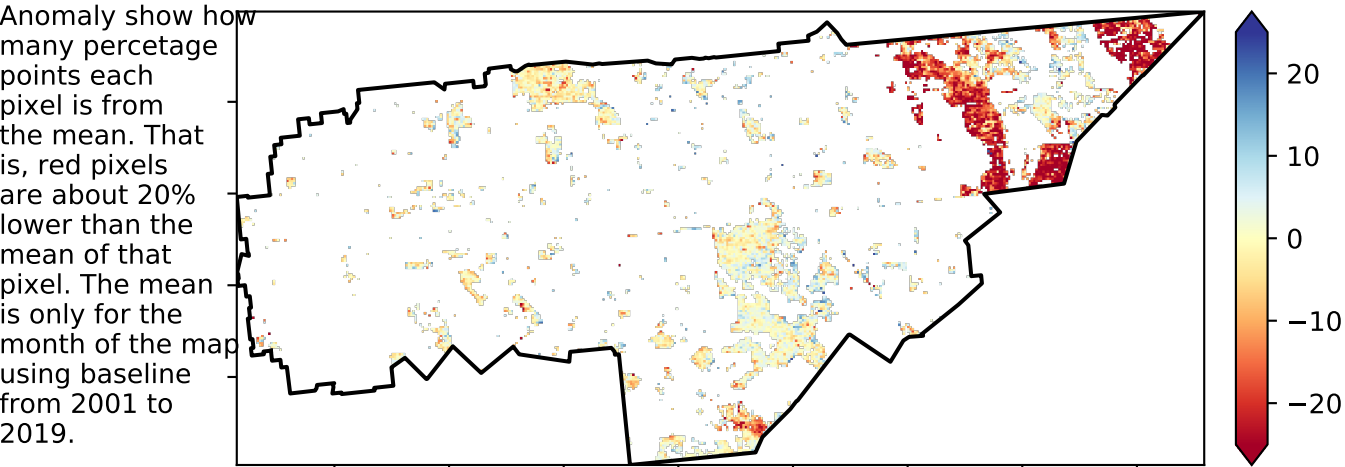 Anomaly show how
many percetage
points each
pixel is from
the mean. That
is, red pixels
are about 20%
lower than the
mean of that
pixel. The mean
is only for the
month of the map
using baseline
from 2001 to
2019.
20
10
0
−10
−20